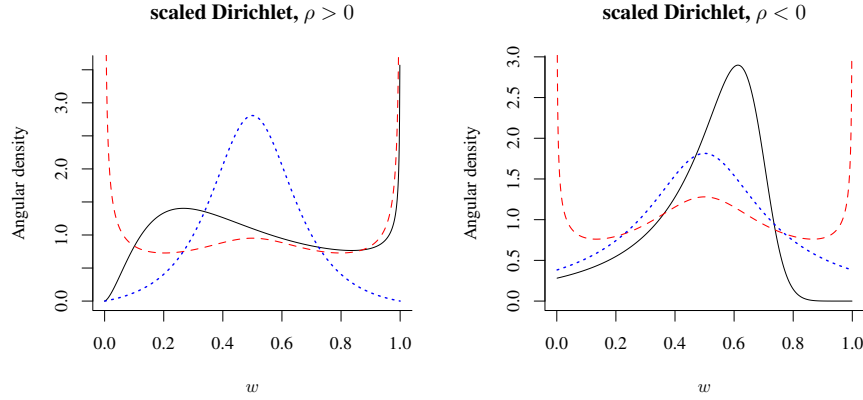 scaled Dirichlet, ρ > 0
Angular density
0.0 1.0 2.0 3.0
0.0 0.2 0.4 0.6 0.8 1.0
w
scaled Dirichlet, ρ < 0
Angular density
0.0 0.5 1.0 1.5 2.0 2.5 3.0
0.0 0.2 0.4 0.6 0.8 1.0
w